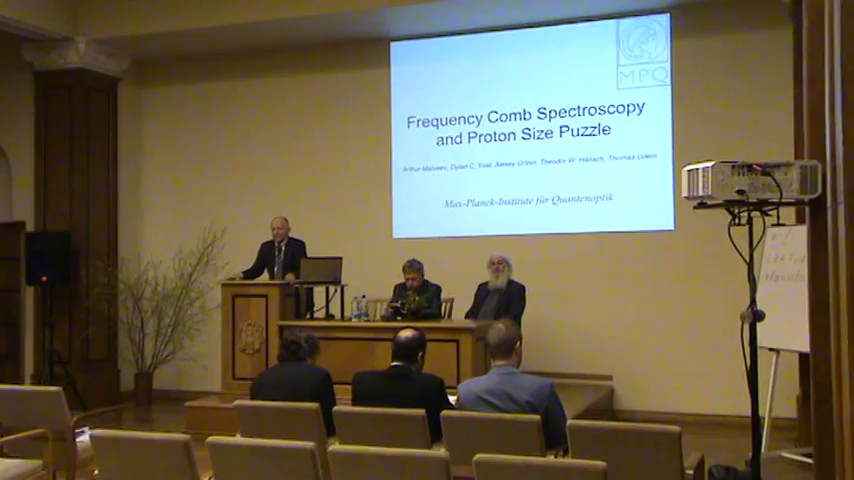 MPQ
Frequency Comb Spectroscopy
and Proton Size Puzzle
Arthur Matveev, Dylan C. Yost, Alexey Grinin, Theodor W. Hänsch, Thomas Udem
Max-Planck-Institute für Quantenoptik